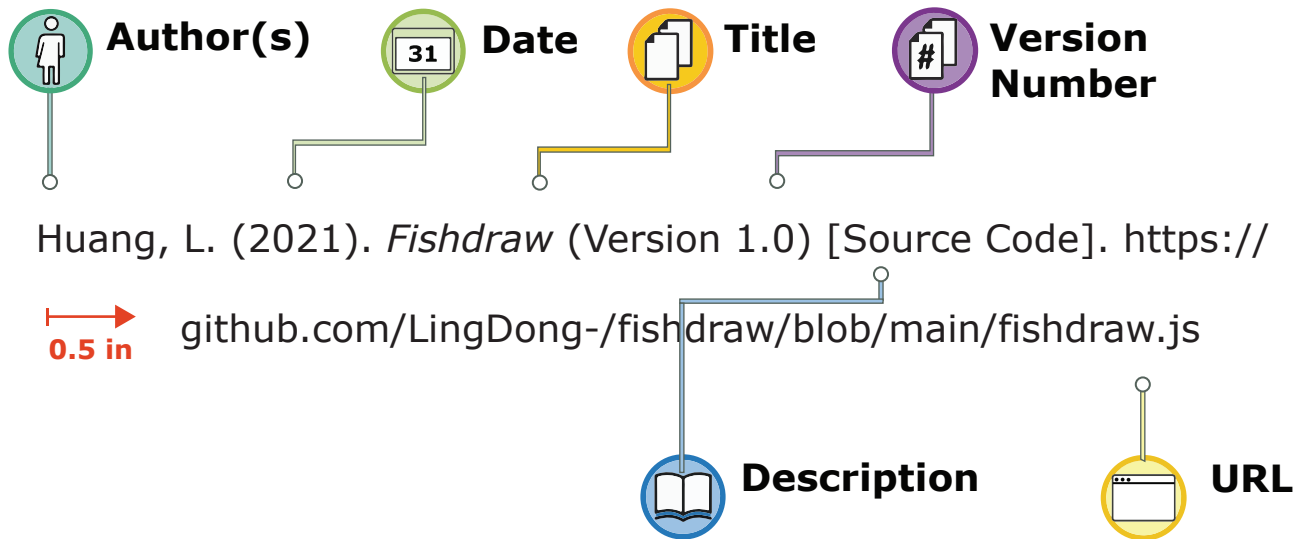 Author(s)
Date
Title
Version
Number
31
#
Huang, L. (2021). Fishdraw (Version 1.0) [Source Code]. https://
0.5 in
github.com/LingDong-/fishdraw/blob/main/fishdraw.js
Description
URL